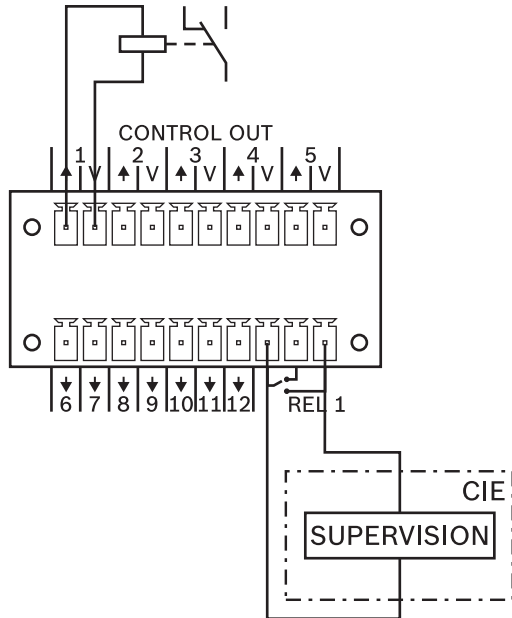 CONTROL OUT
1 2 3 4 5
V V V V V
6 7 8 9 10 11 12 REL 1
CIE
SUPERVISION